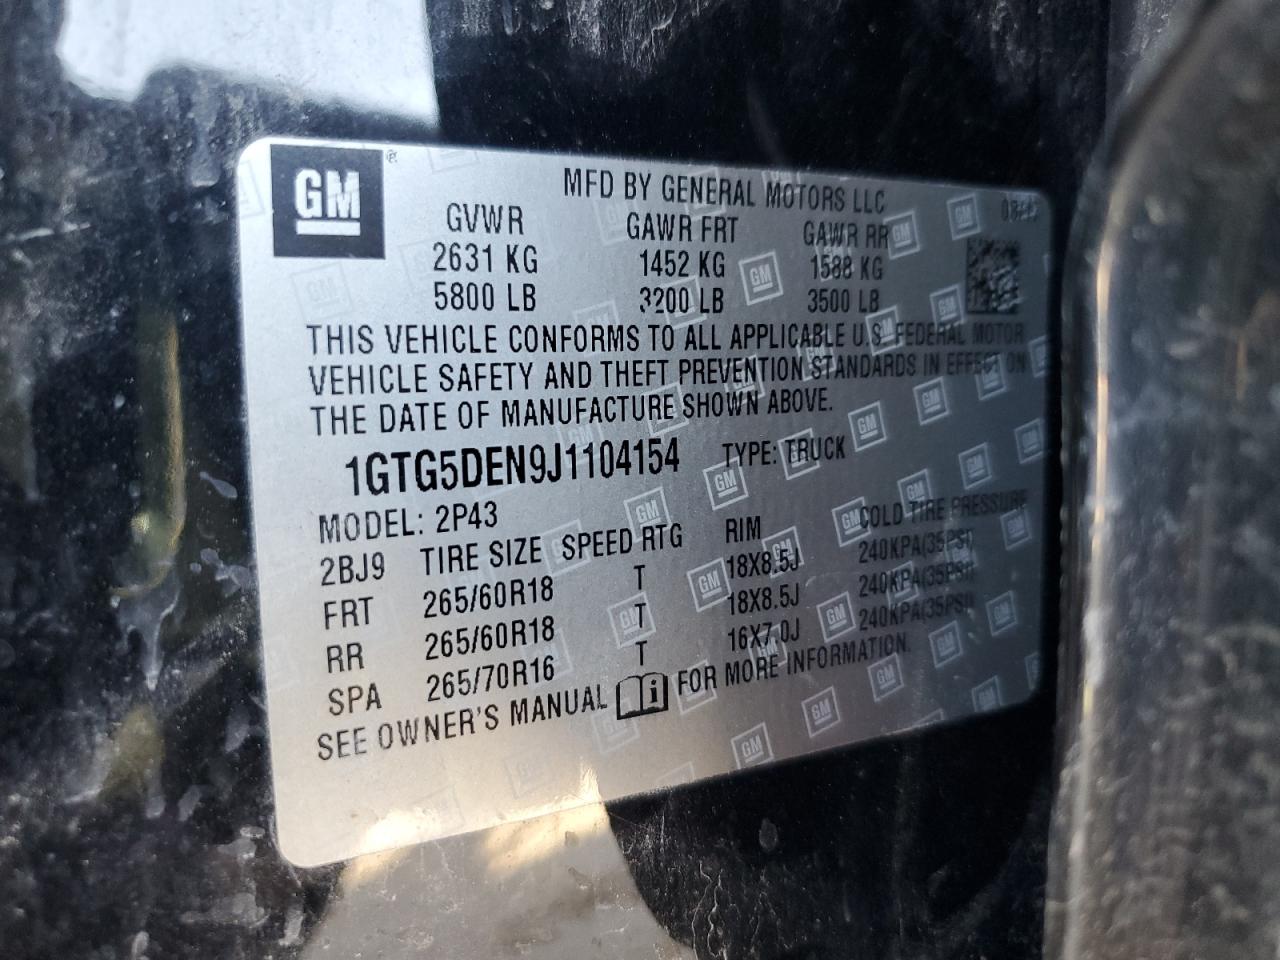 GM
MFD BY GENERAL MOTORS LLC
GVWR GAWR FRT GAWR RR
2631 KG 1452 KG 1588 KG
5800 LB 3200 LB 3500 LB
THIS VEHICLE CONFORMS TO ALL APPLICABLE U.S. FEDERAL MOTOR
VEHICLE SAFETY AND THEFT PREVENTION STANDARDS IN EFFECT ON
THE DATE OF MANUFACTURE SHOWN ABOVE.
1GTG5DEN9J1104154 TYPE: TRUCK
MODEL: 2P43
2BJ9 TIRE SIZE SPEED RTG RIM COLD TIRE PRESSURE
FRT 265/60R18 T 18X8.5J 240KPA(35PSI)
RR 265/60R18 T 18X8.5J 240KPA(35PSI)
SPA 265/70R16 T 16X7.0J 240KPA(35PSI)
SEE OWNER'S MANUAL FOR MORE INFORMATION.